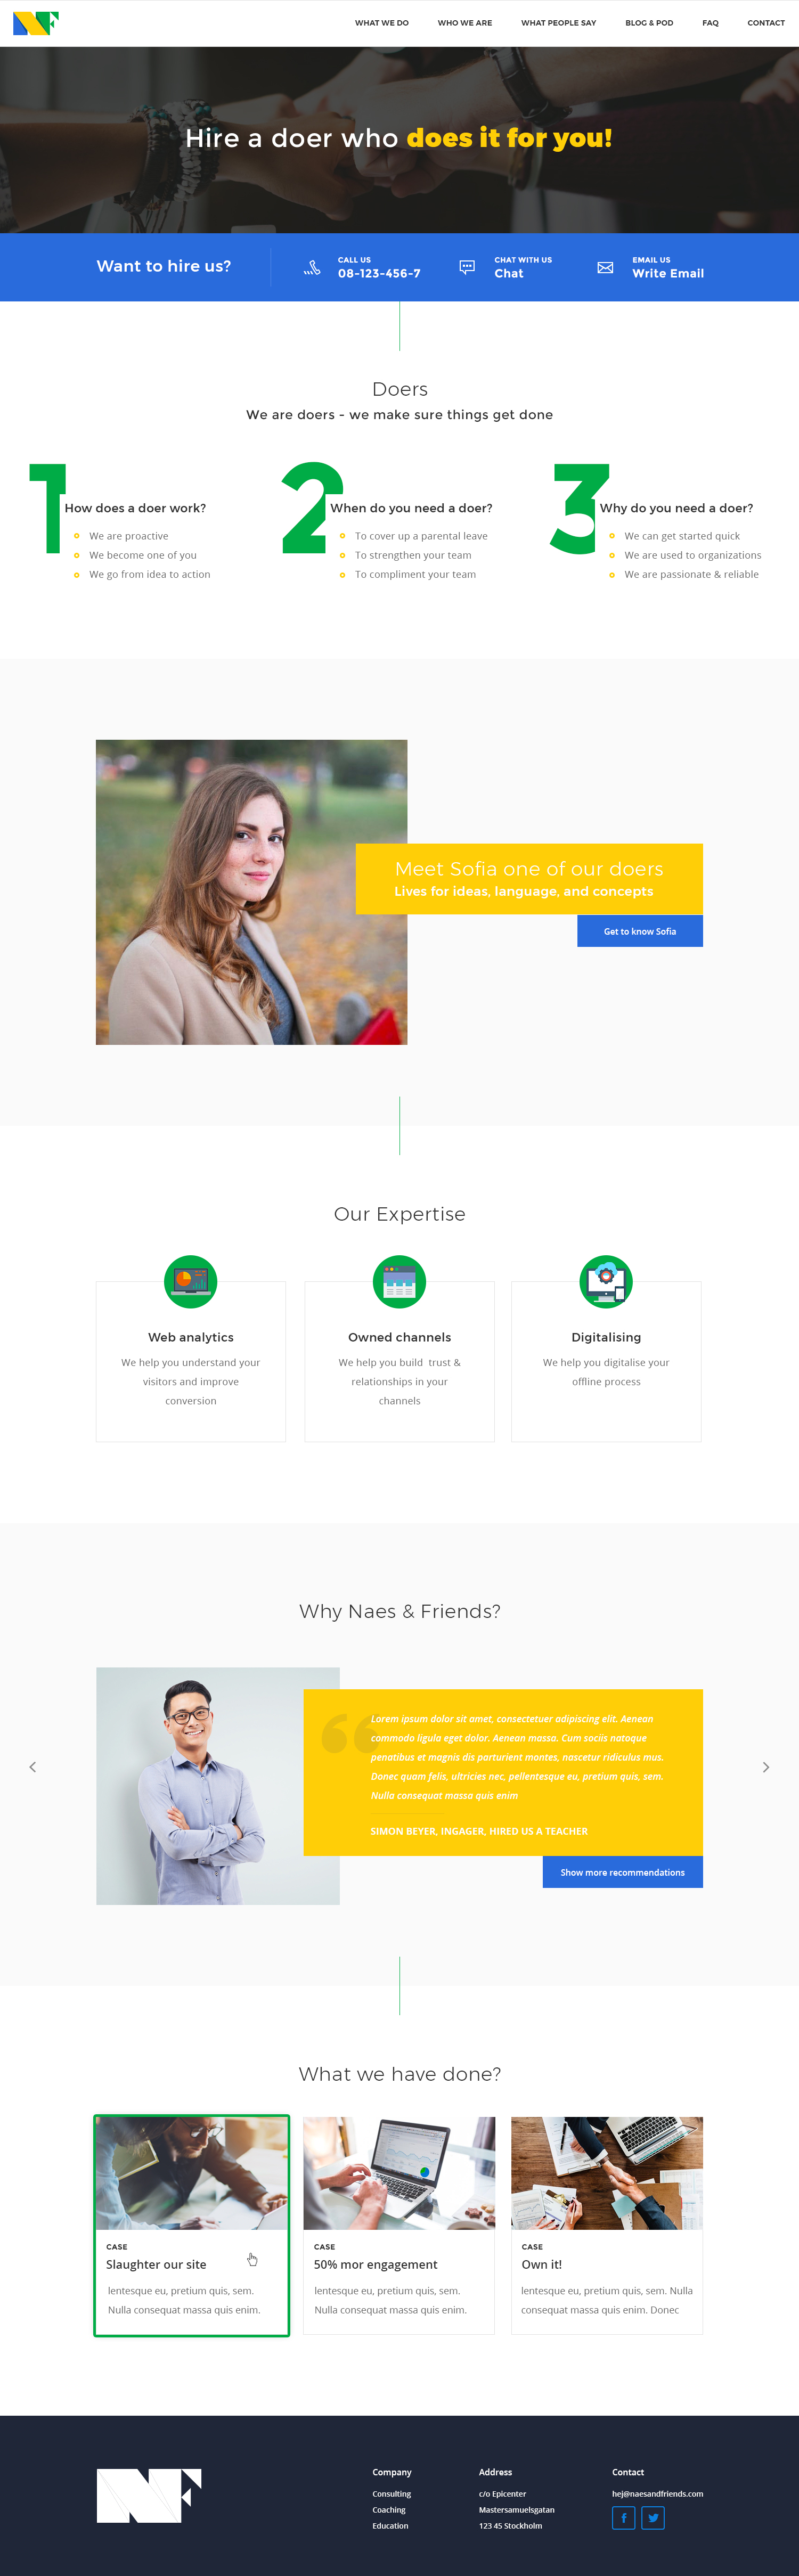 WHAT WE DO
WHO WE ARE
WHAT PEOPLE SAY
BLOG & POD
FAQ
CONTACT
Hire a doer who does it for you!
Want to hire us?
CALL US
08-123-456-7
CHAT WITH US
Chat
EMAIL US
Write Email
Doers
We are doers - we make sure things get done
1
How does a doer work?
We are proactive
We become one of you
We go from idea to action
2
When do you need a doer?
To cover up a parental leave
To strengthen your team
To compliment your team
3
Why do you need a doer?
We can get started quick
We are used to organizations
We are passionate & reliable
Meet Sofia one of our doers
Lives for ideas, language, and concepts
Get to know Sofia
Our Expertise
Web analytics
We help you understand your
visitors and improve
conversion
Owned channels
We help you build trust &
relationships in your
channels
Digitalising
We help you digitalise your
offline process
Why Naes & Friends?
“
Lorem ipsum dolor sit amet, consectetuer adipiscing elit. Aenean
commodo ligula eget dolor. Aenean massa. Cum sociis natoque
penatibus et magnis dis parturient montes, nascetur ridiculus mus.
Donec quam felis, ultricies nec, pellentesque eu, pretium quis, sem.
Nulla consequat massa quis enim
SIMON BEYER, INGAGER, HIRED US A TEACHER
Show more recommendations
What we have done?
CASE
Slaughter our site
lentesque eu, pretium quis, sem.
Nulla consequat massa quis enim.
CASE
50% mor engagement
lentesque eu, pretium quis, sem.
Nulla consequat massa quis enim.
CASE
Own it!
lentesque eu, pretium quis, sem. Nulla
consequat massa quis enim. Donec
NF
Company
Consulting
Coaching
Education
Address
c/o Epicenter
Mastersamuelsgatan
123 45 Stockholm
Contact
hej@naesandfriends.com